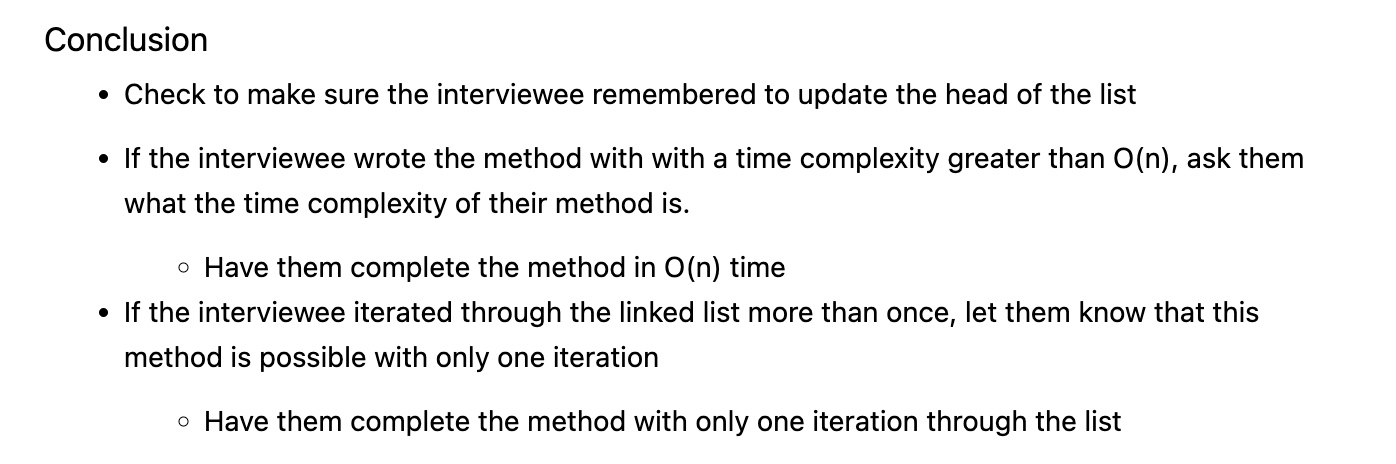 Conclusion
• Check to make sure the interviewee remembered to update the head of the list
• If the interviewee wrote the method with with a time complexity greater than O(n), ask them
what the time complexity of their method is.
◦ Have them complete the method in O(n) time
• If the interviewee iterated through the linked list more than once, let them know that this
method is possible with only one iteration
◦ Have them complete the method with only one iteration through the list